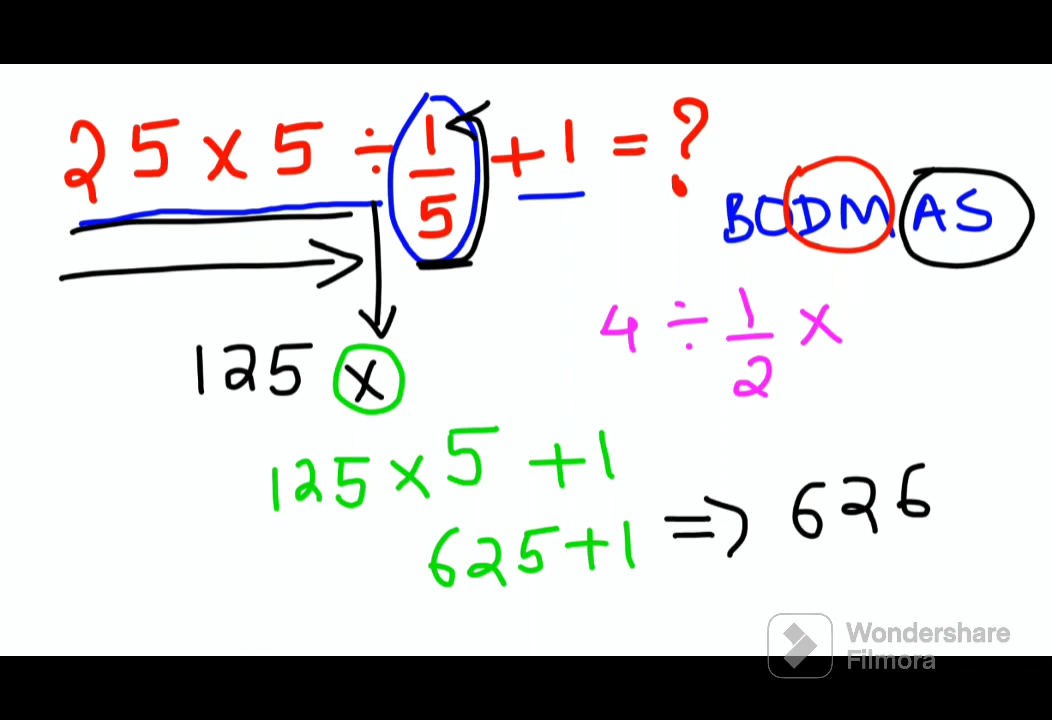 25 × 5 ÷ 1/5 + 1 = ?
BODMAS
4 ÷ 1/2 ×
125 ×
125 × 5 + 1
625 + 1 => 626
Wondershare
Filmora